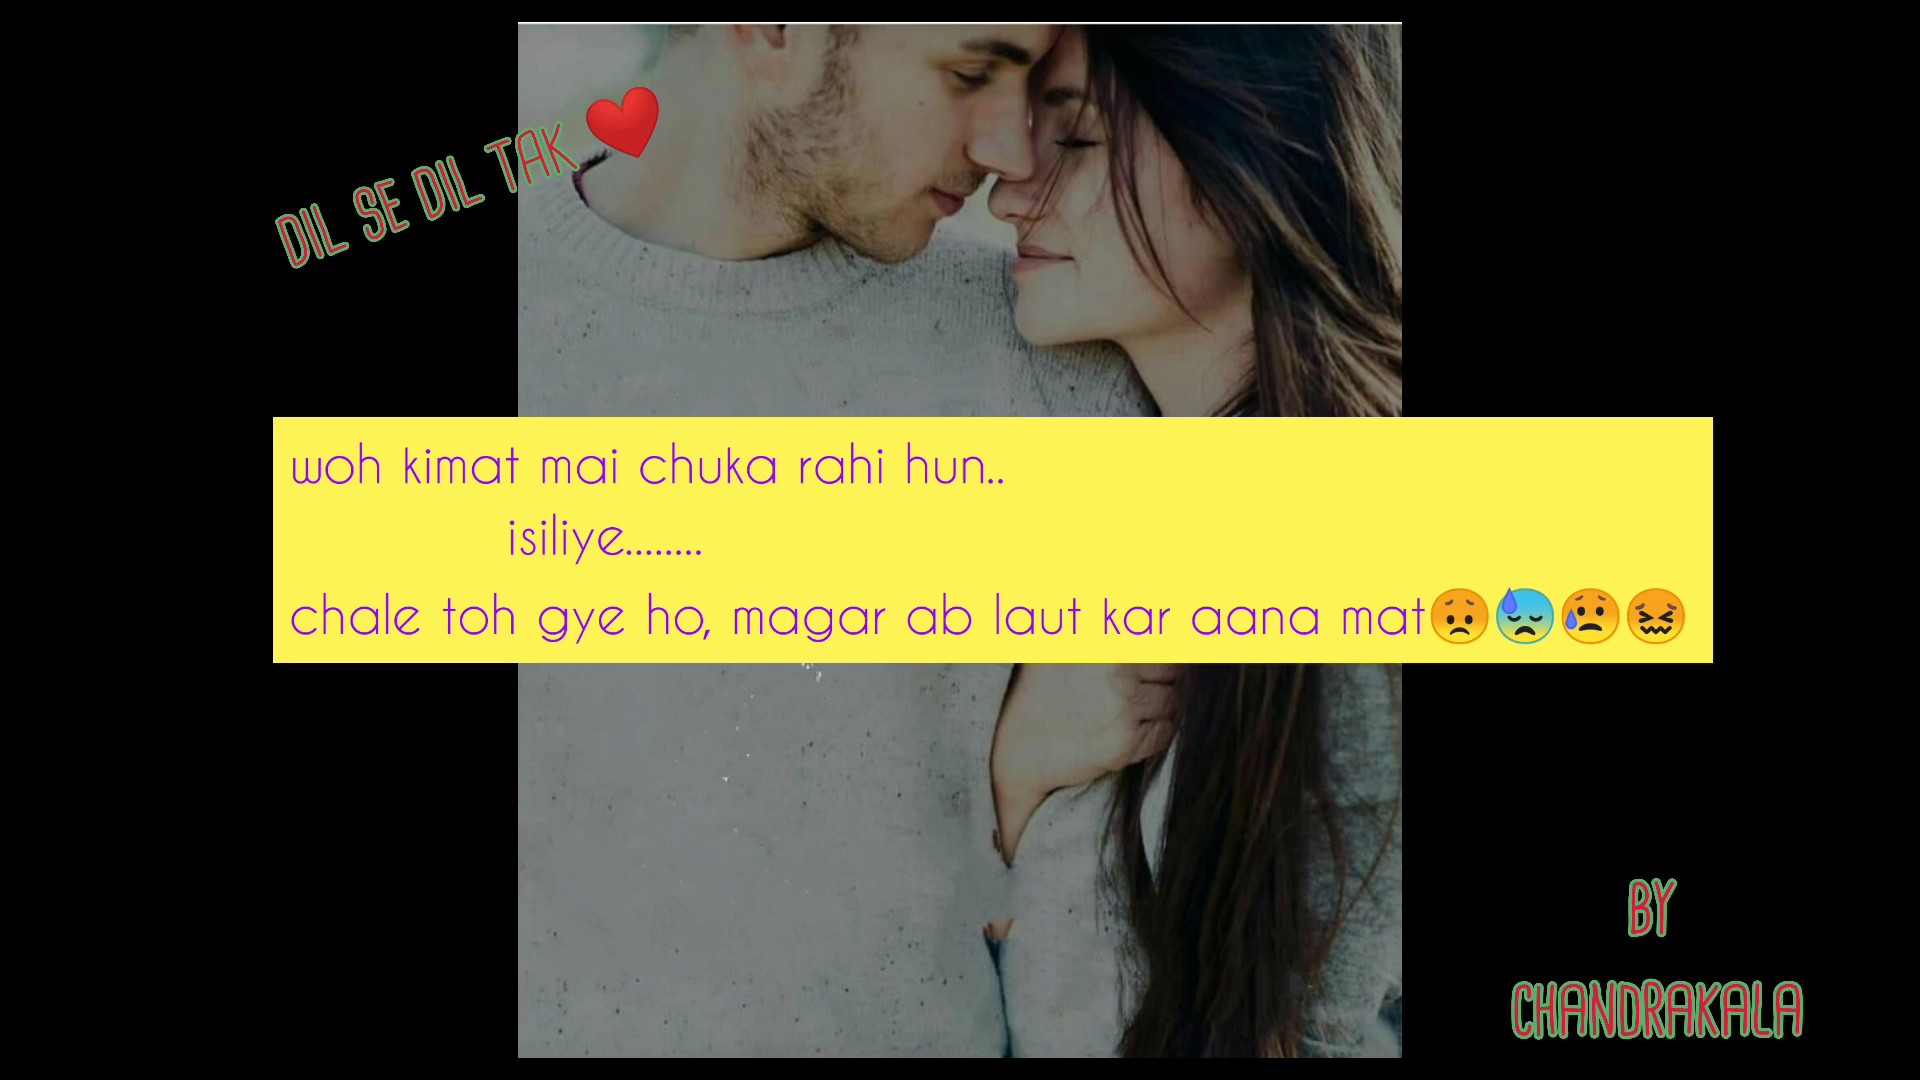 DIL SE DIL TAK ❤️
woh kimat mai chuka rahi hun..
isiliye........
chale toh gye ho, magar ab laut kar aana mat😞😓😥😖
BY
CHANDRAKALA